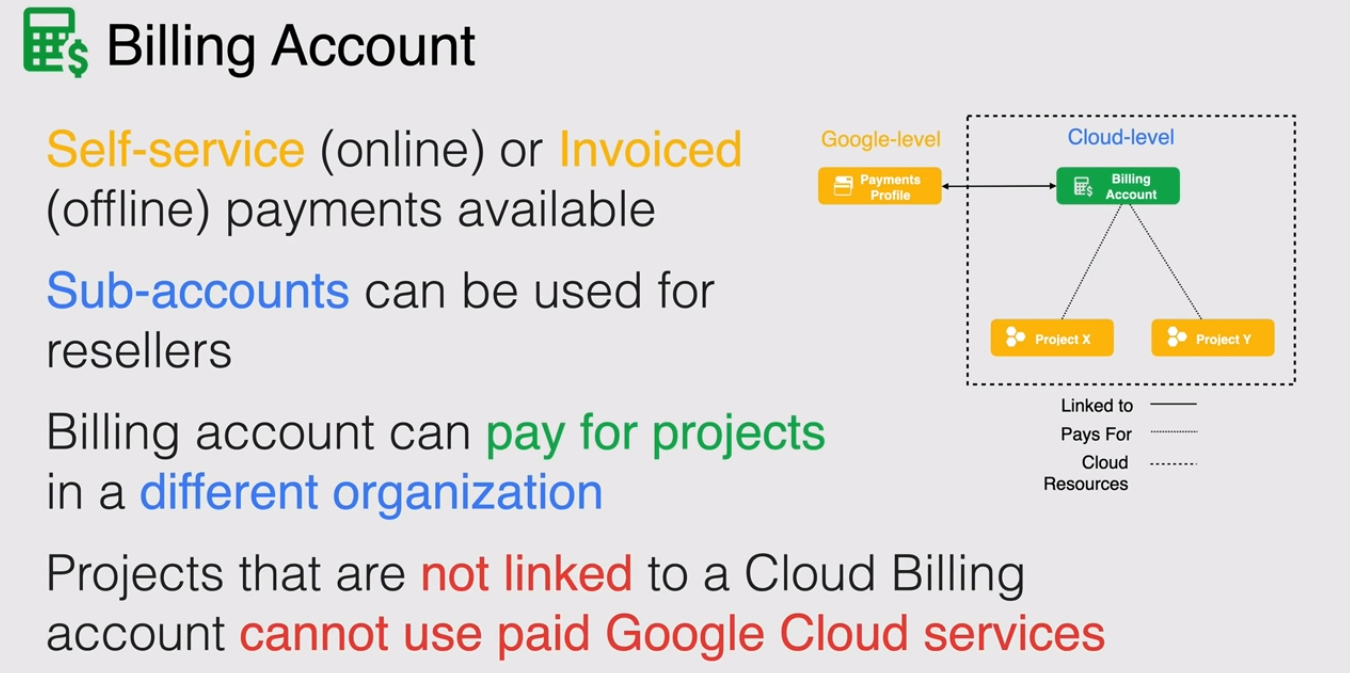 Billing Account
Self-service (online) or Invoiced
(offline) payments available
Sub-accounts can be used for
resellers
Billing account can pay for projects
in a different organization
Projects that are not linked to a Cloud Billing
account cannot use paid Google Cloud services
Google-level
Cloud-level
Payments
Profile
Billing
Account
Project X
Project Y
Linked to
Pays For
Cloud
Resources